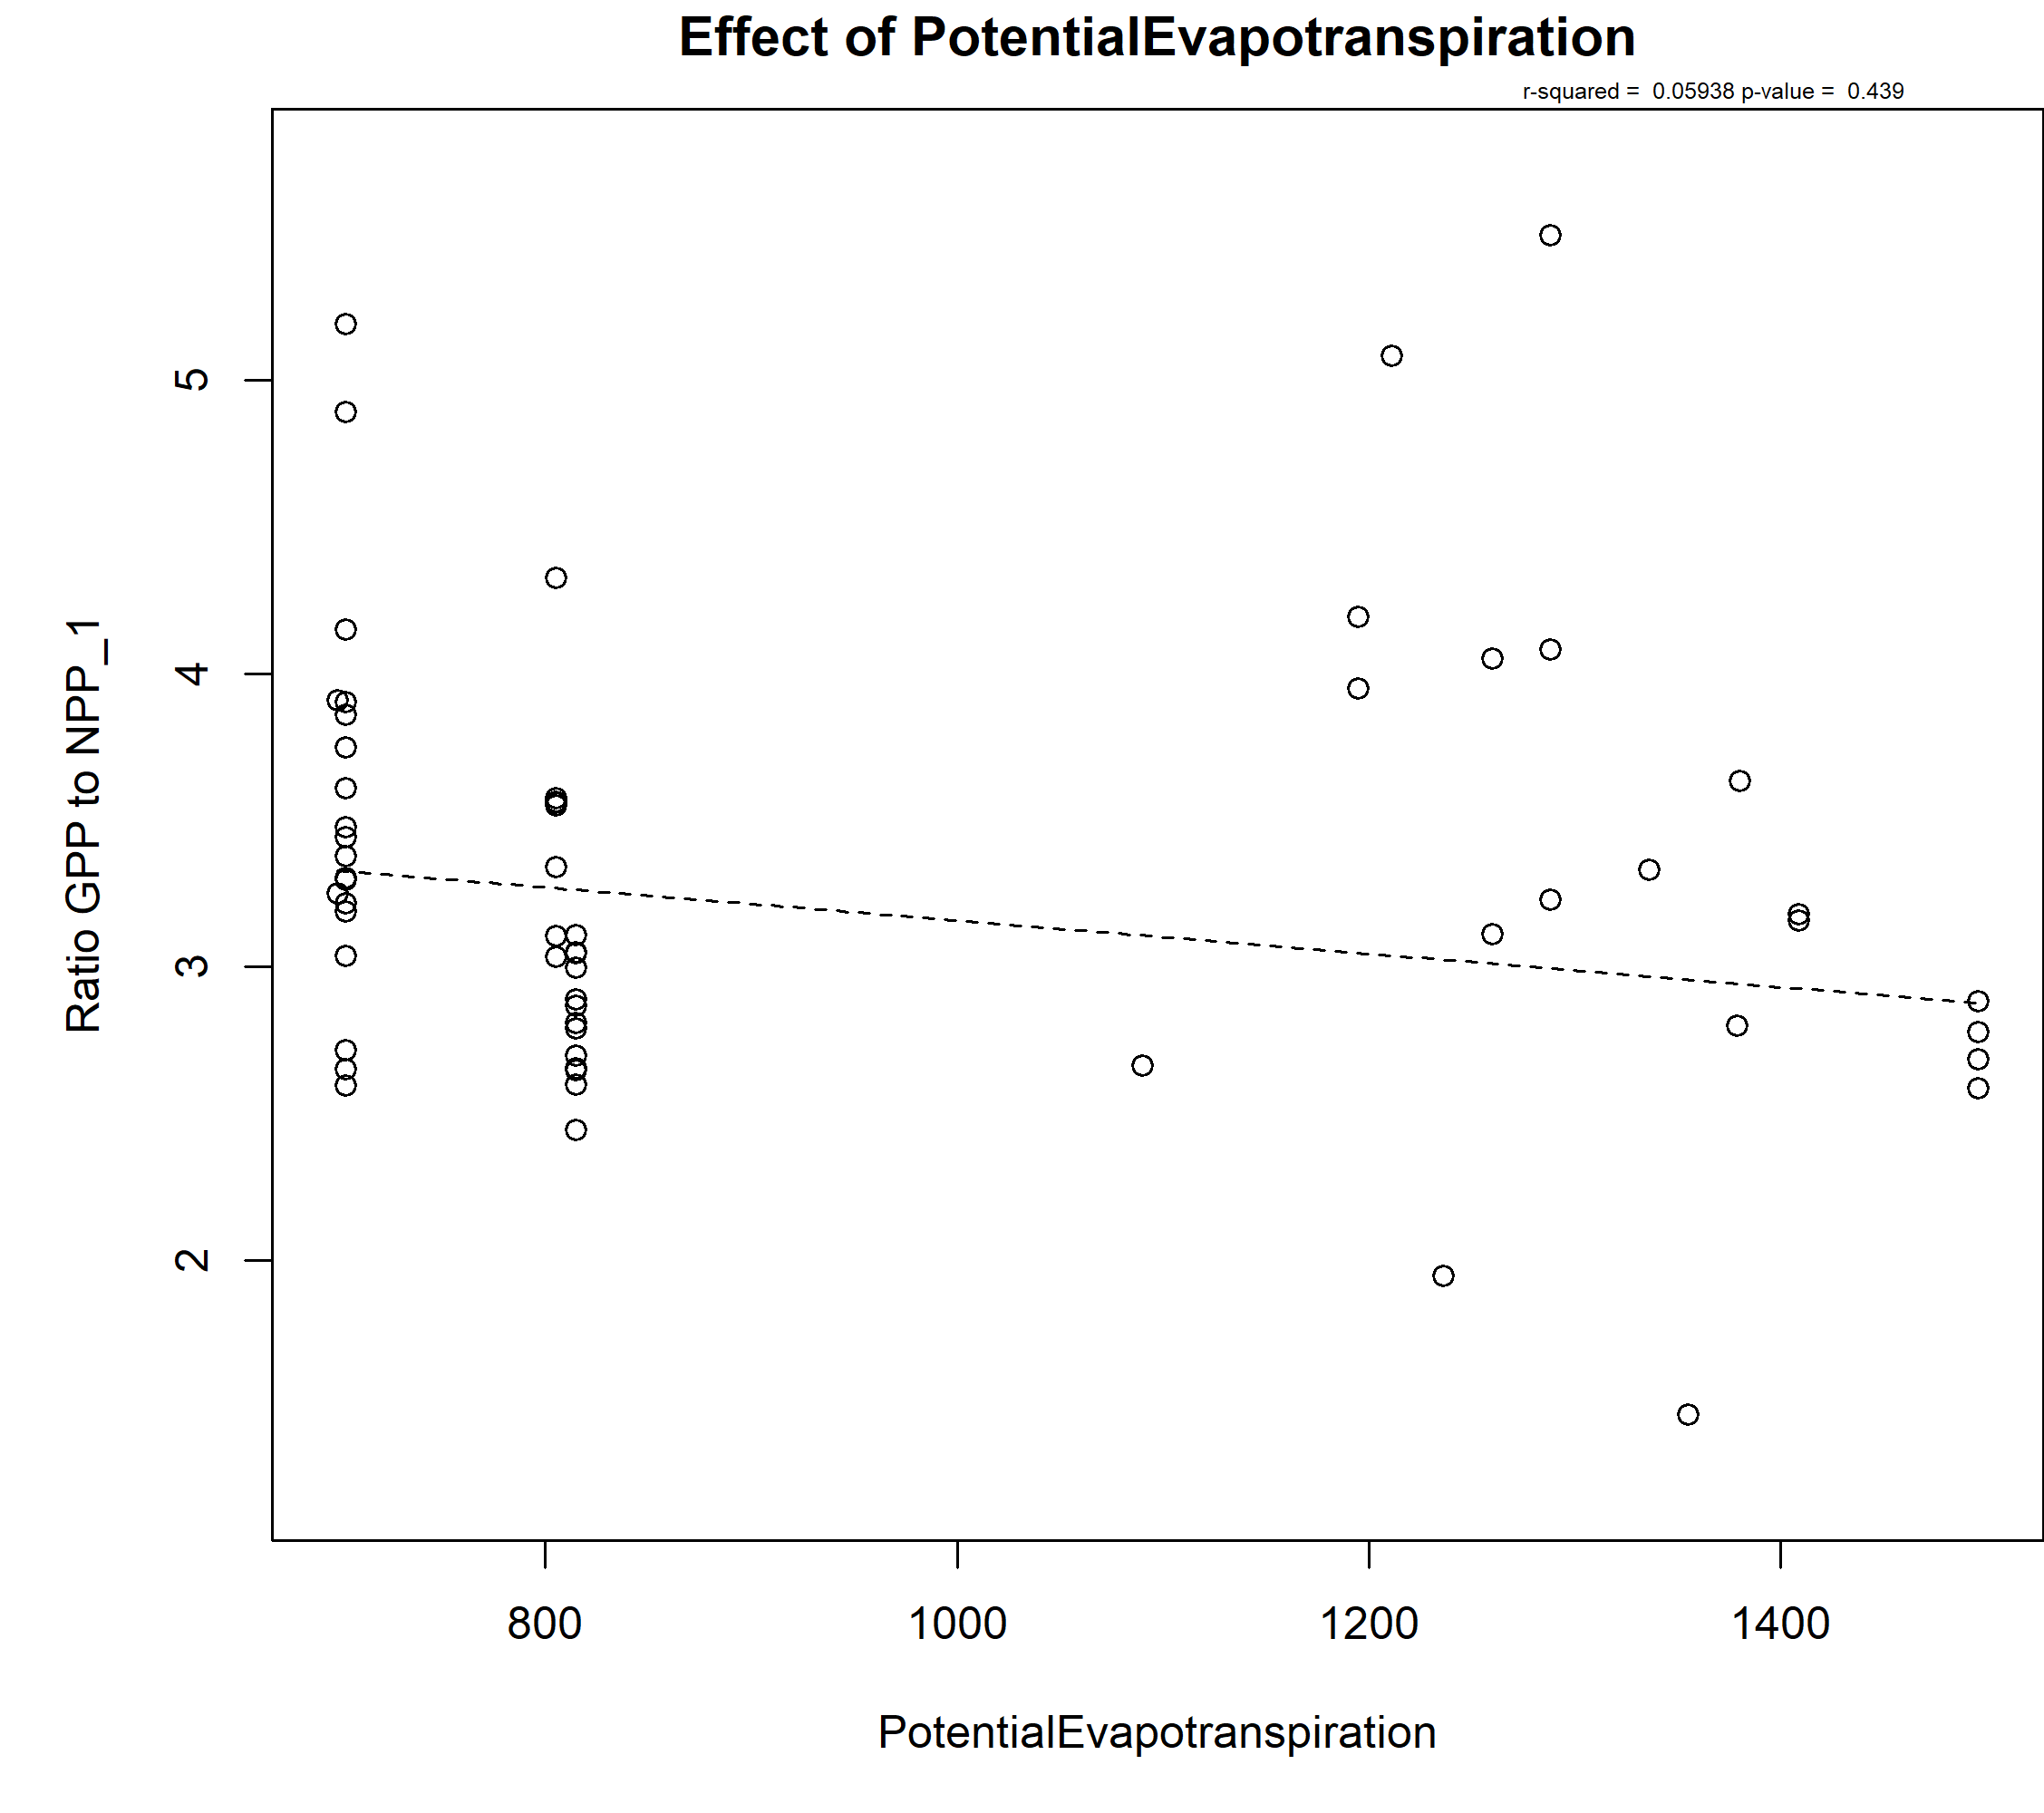 Effect of PotentialEvapotranspiration
r-squared = 0.05938 p-value = 0.439
Ratio GPP to NPP_1
5
4
3
2
800 1000 1200 1400
PotentialEvapotranspiration